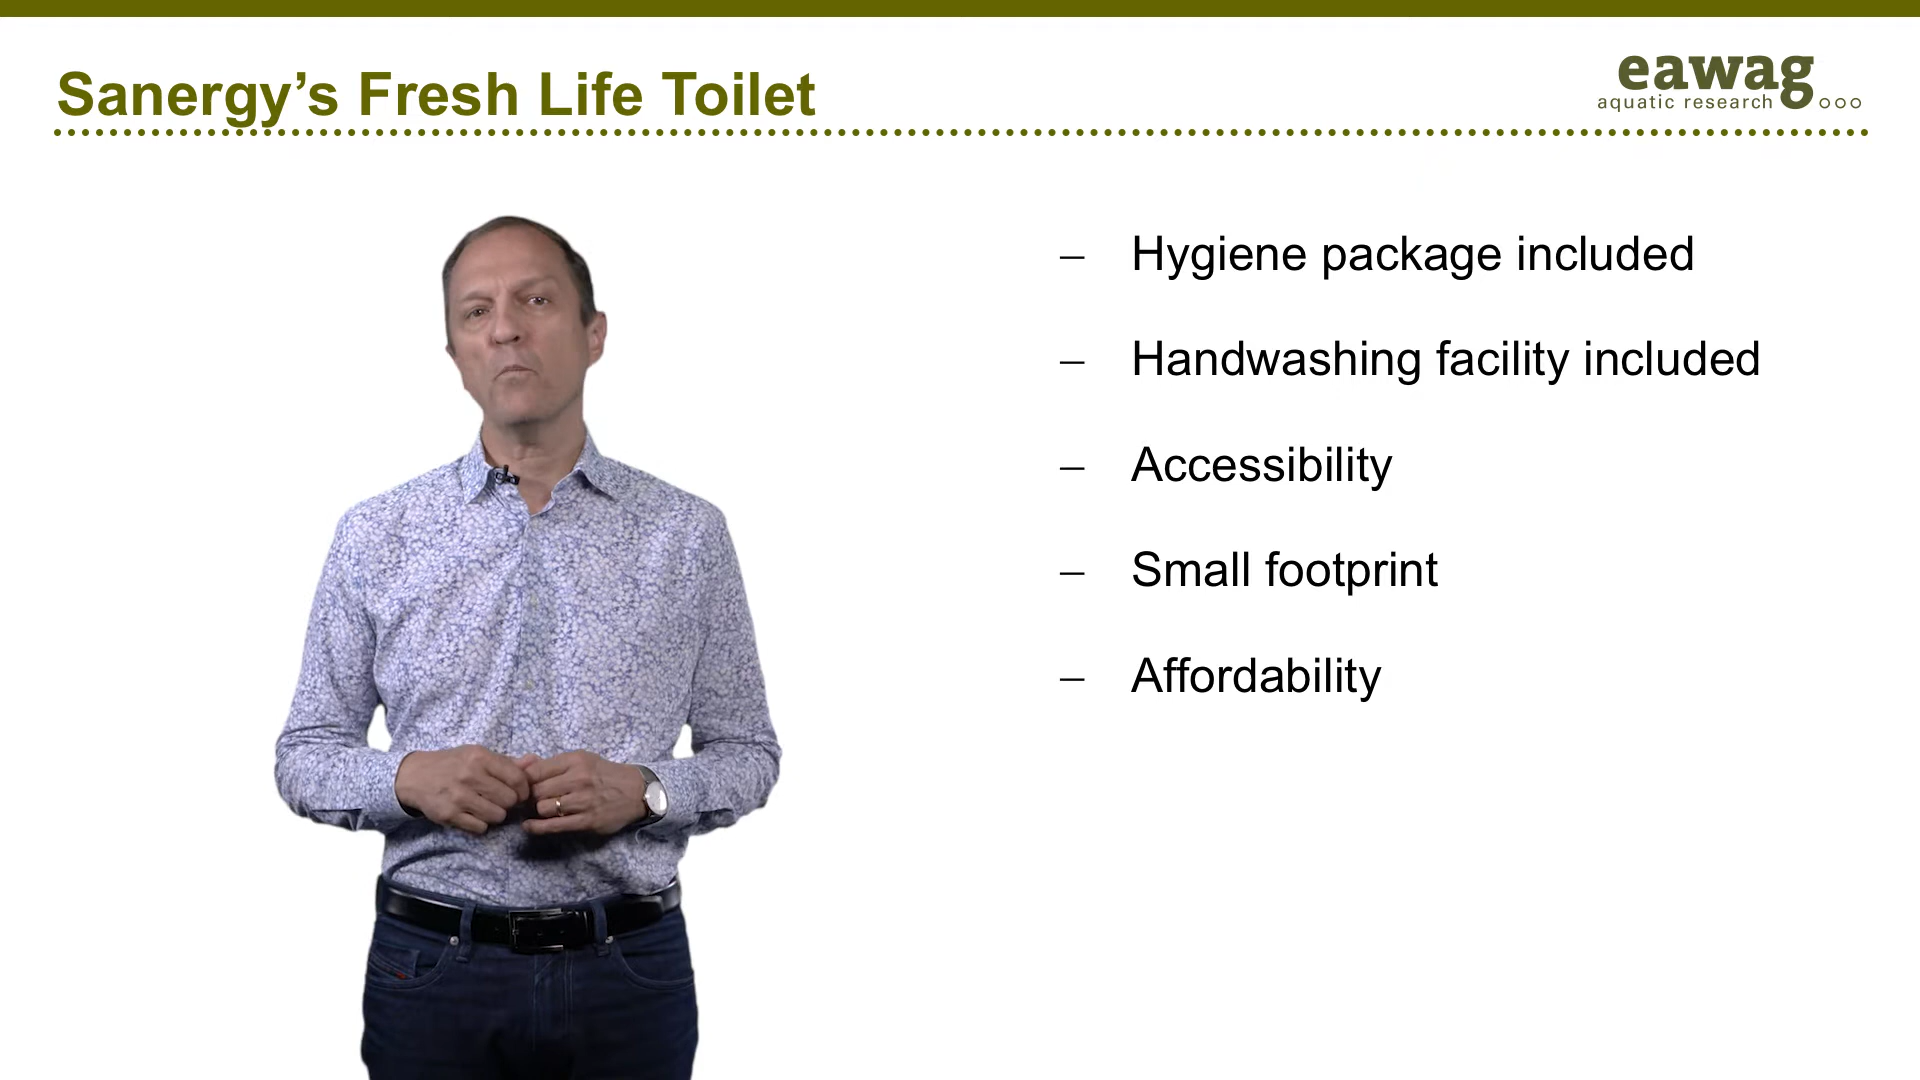 Sanergy’s Fresh Life Toilet
eawag
aquatic research
– Hygiene package included
– Handwashing facility included
– Accessibility
– Small footprint
– Affordability